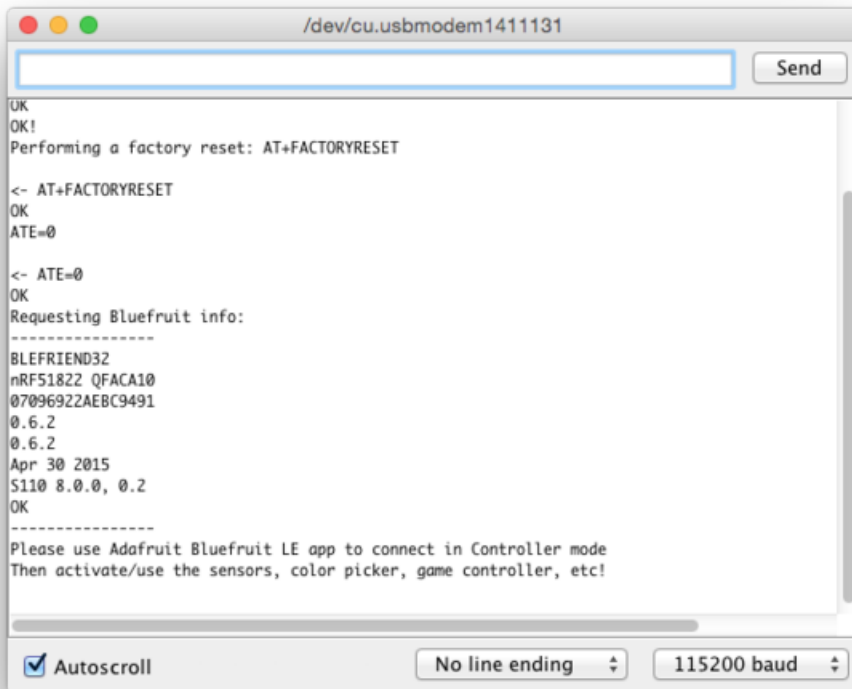 /dev/cu.usbmodem1411131
Send
OK
OK!
Performing a factory reset: AT+FACTORYRESET
<- AT+FACTORYRESET
OK
ATE=0
<- ATE=0
OK
Requesting Bluefruit info:
----------------
BLEFRIEND32
nRF51822 QFACA10
07096922AEBC9491
0.6.2
0.6.2
Apr 30 2015
S110 8.0.0, 0.2
OK
----------------
Please use Adafruit Bluefruit LE app to connect in Controller mode
Then activate/use the sensors, color picker, game controller, etc!
Autoscroll
No line ending
115200 baud